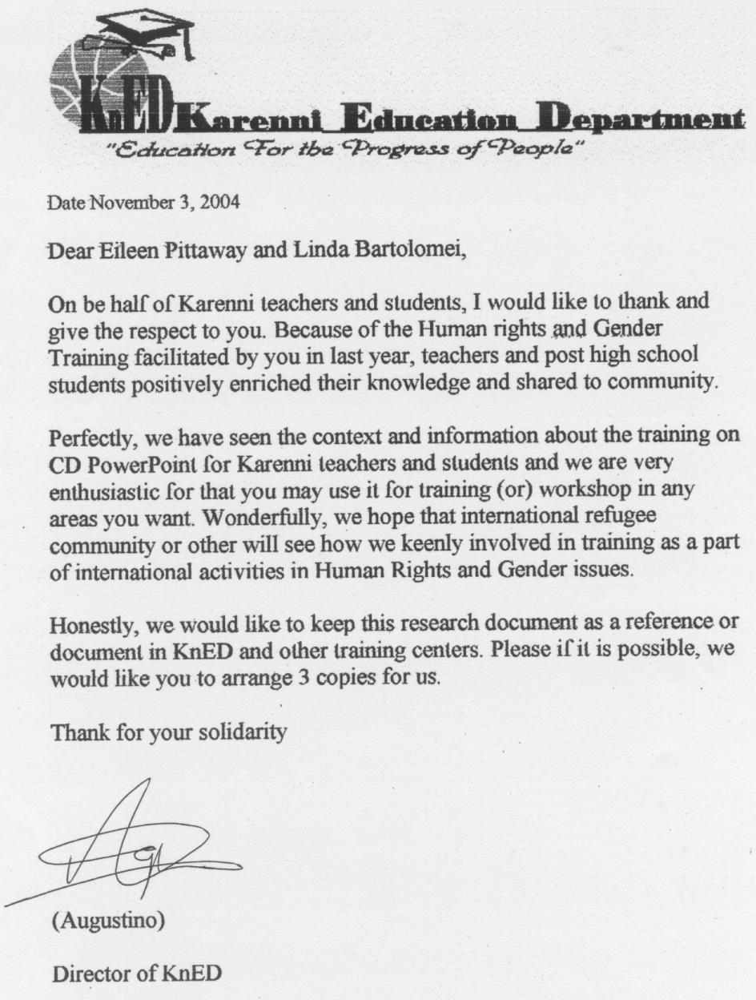 KnED Karenni Education Department
"Education For the Progress of People"
Date November 3, 2004
Dear Eileen Pittaway and Linda Bartolomei,
On be half of Karenni teachers and students, I would like to thank and
give the respect to you. Because of the Human rights and Gender
Training facilitated by you in last year, teachers and post high school
students positively enriched their knowledge and shared to community.
Perfectly, we have seen the context and information about the training on
CD PowerPoint for Karenni teachers and students and we are very
enthusiastic for that you may use it for training (or) workshop in any
areas you want. Wonderfully, we hope that international refugee
community or other will see how we keenly involved in training as a part
of international activities in Human Rights and Gender issues.
Honestly, we would like to keep this research document as a reference or
document in KnED and other training centers. Please if it is possible, we
would like you to arrange 3 copies for us.
Thank for your solidarity
(Augustino)
Director of KnED